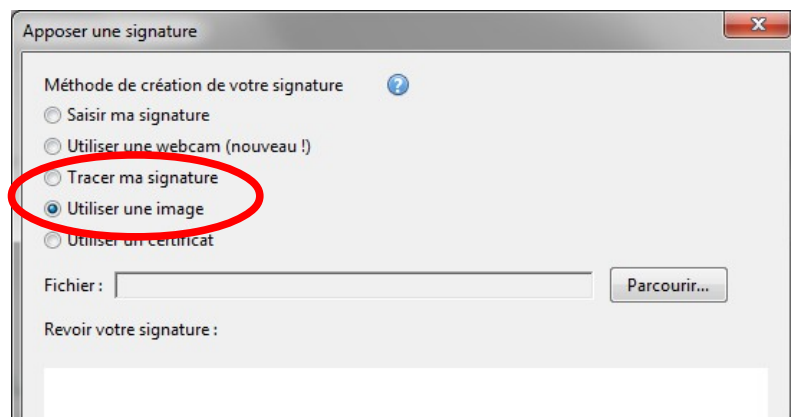 Apposer une signature
Méthode de création de votre signature
Saisir ma signature
Utiliser une webcam (nouveau !)
Tracer ma signature
Utiliser une image
Utiliser un certificat
Fichier : Parcourir...
Revoir votre signature :